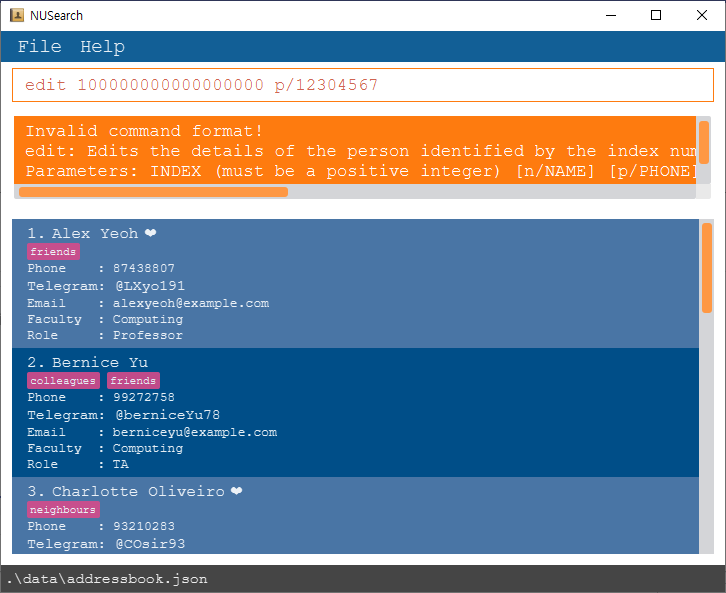 NUSearch
File Help
edit 100000000000000000 p/12304567
Invalid command format!
edit: Edits the details of the person identified by the index num
Parameters: INDEX (must be a positive integer) [n/NAME] [p/PHONE]
1. Alex Yeoh ❤
friends
Phone : 87438807
Telegram: @LXyo191
Email : alexyeoh@example.com
Faculty : Computing
Role : Professor
2. Bernice Yu
colleagues friends
Phone : 99272758
Telegram: @berniceYu78
Email : berniceyu@example.com
Faculty : Computing
Role : TA
3. Charlotte Oliveiro ❤
neighbours
Phone : 93210283
Telegram: @COsir93
.\data\addressbook.json